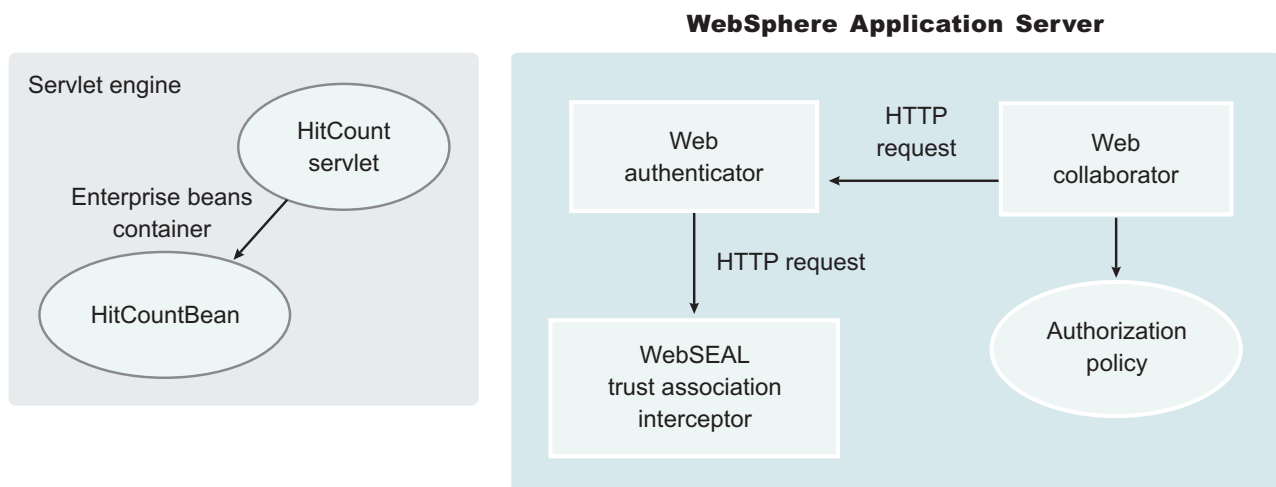 WebSphere Application Server
Servlet engine
HitCount
servlet
Enterprise beans
container
HitCountBean
Web
authenticator
HTTP
request
Web
collaborator
HTTP request
WebSEAL
trust association
interceptor
Authorization
policy